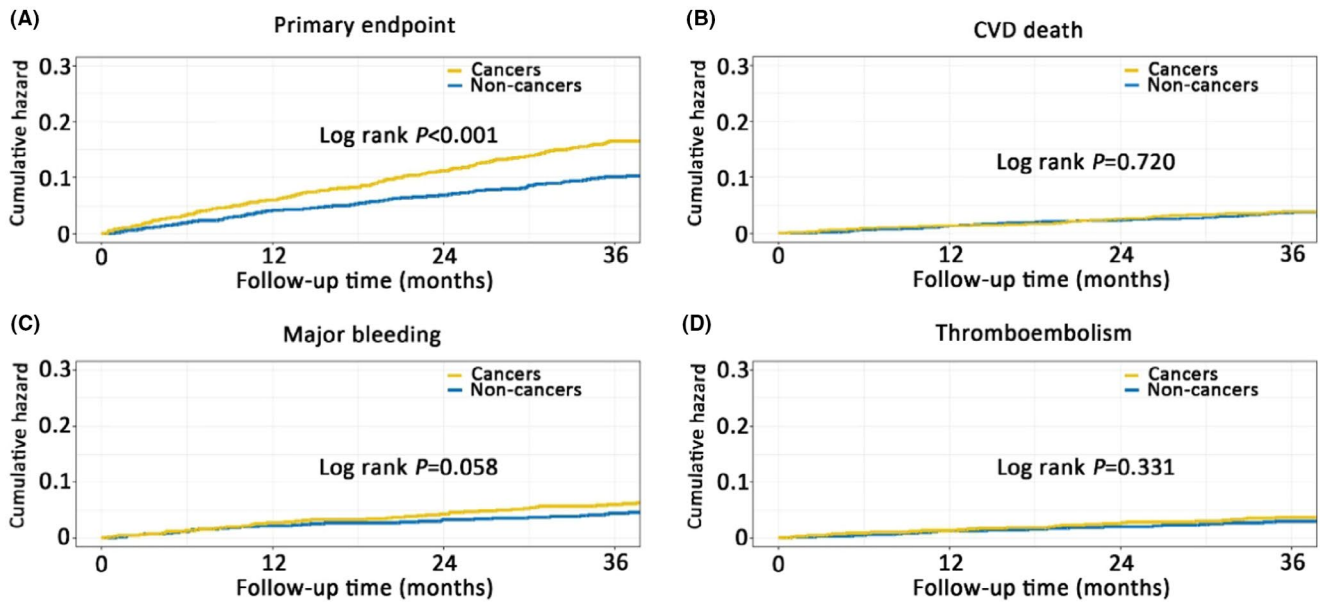 (A)
Primary endpoint
Cumulative hazard
0.3
0.2
0.1
0
Cancers
Non-cancers
Log rank P<0.001
0 12 24 36
Follow-up time (months)
(B)
CVD death
Cumulative hazard
0.3
0.2
0.1
0
Cancers
Non-cancers
Log rank P=0.720
0 12 24 36
Follow-up time (months)
(C)
Major bleeding
Cumulative hazard
0.3
0.2
0.1
0
Cancers
Non-cancers
Log rank P=0.058
0 12 24 36
Follow-up time (months)
(D)
Thromboembolism
Cumulative hazard
0.3
0.2
0.1
0
Cancers
Non-cancers
Log rank P=0.331
0 12 24 36
Follow-up time (months)